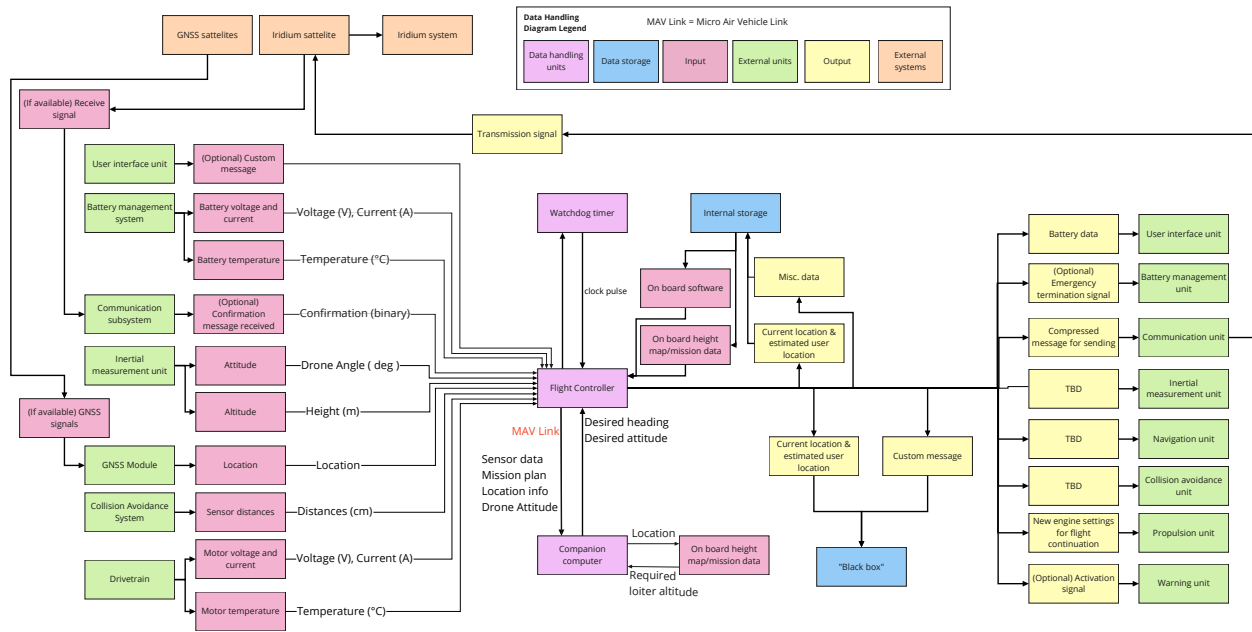 GNSS sattelites
Iridium sattelite
Iridium system
Data Handling
Diagram Legend
MAV Link = Micro Air Vehicle Link
Data handling
units
Data storage
Input
External units
Output
External
systems
(If available) Receive
signal
Transmission signal
User interface unit
(Optional) Custom
message
Battery management
system
Battery voltage and
current
Voltage (V), Current (A)
Battery temperature
Temperature (°C)
Communication
subsystem
(Optional)
Confirmation
message received
Confirmation (binary)
Inertial
measurement unit
Attitude
Drone Angle ( deg )
Altitude
Height (m)
(If available) GNSS
signals
GNSS Module
Location
Location
Collision Avoidance
System
Sensor distances
Distances (cm)
Drivetrain
Motor voltage and
current
Voltage (V), Current (A)
Motor temperature
Temperature (°C)
Watchdog timer
clock pulse
Internal storage
On board software
On board height
map/mission data
Misc. data
Current location &
estimated user
location
Flight Controller
MAV Link
Sensor data
Mission plan
Location info
Drone Attitude
Desired heading
Desired attitude
Companion
computer
Location
Required
loiter altitude
On board height
map/mission data
Current location &
estimated user
location
Custom message
"Black box"
Battery data
User interface unit
(Optional)
Emergency
termination signal
Battery management
unit
Compressed
message for sending
Communication unit
TBD
Inertial
measurement unit
TBD
Navigation unit
TBD
Collision avoidance
unit
New engine settings
for flight
continuation
Propulsion unit
(Optional) Activation
signal
Warning unit